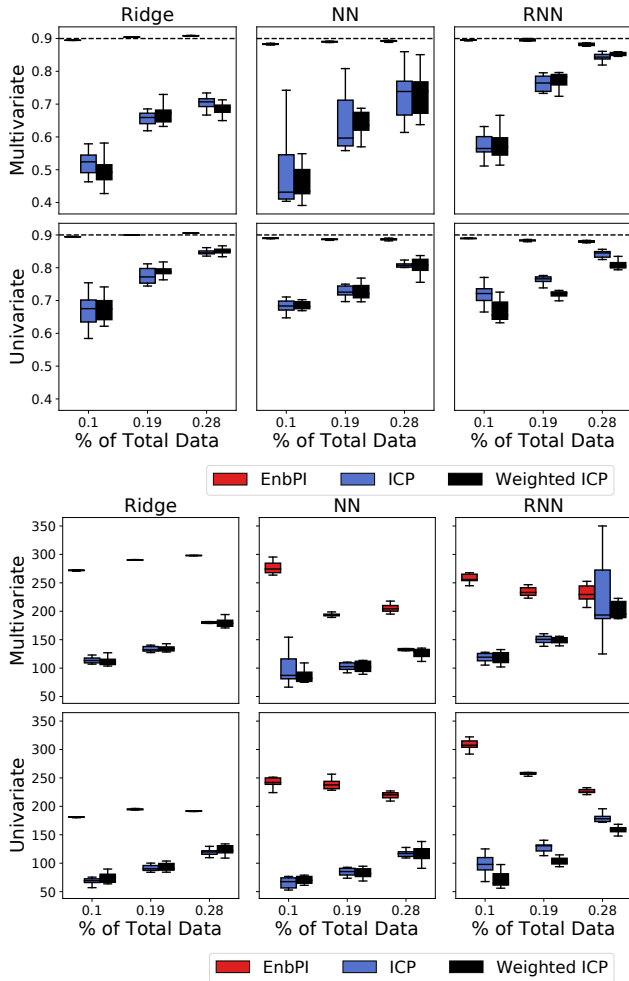 Ridge NN RNN
Multivariate
0.9
0.8
0.7
0.6
0.5
0.4
Univariate
0.9
0.8
0.7
0.6
0.5
0.4
0.1 0.19 0.28 0.1 0.19 0.28 0.1 0.19 0.28
% of Total Data % of Total Data % of Total Data
EnbPI ICP Weighted ICP
Ridge NN RNN
Multivariate
350
300
250
200
150
100
50
Univariate
350
300
250
200
150
100
50
0.1 0.19 0.28 0.1 0.19 0.28 0.1 0.19 0.28
% of Total Data % of Total Data % of Total Data
EnbPI ICP Weighted ICP